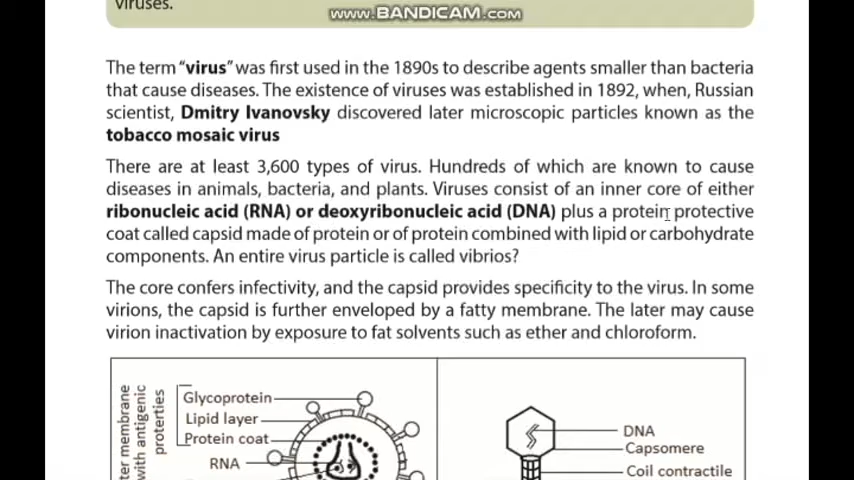 viruses.
WWW.BANDICAM.COM
The term “virus” was first used in the 1890s to describe agents smaller than bacteria
that cause diseases. The existence of viruses was established in 1892, when, Russian
scientist, Dmitry Ivanovsky discovered later microscopic particles known as the
tobacco mosaic virus
There are at least 3,600 types of virus. Hundreds of which are known to cause
diseases in animals, bacteria, and plants. Viruses consist of an inner core of either
ribonucleic acid (RNA) or deoxyribonucleic acid (DNA) plus a protein protective
coat called capsid made of protein or of protein combined with lipid or carbohydrate
components. An entire virus particle is called vibrios?
The core confers infectivity, and the capsid provides specificity to the virus. In some
virions, the capsid is further enveloped by a fatty membrane. The later may cause
virion inactivation by exposure to fat solvents such as ether and chloroform.
ter membrane
with antigenic
proterties
Glycoprotein
Lipid layer
Protein coat
RNA
DNA
Capsomere
Coil contractile